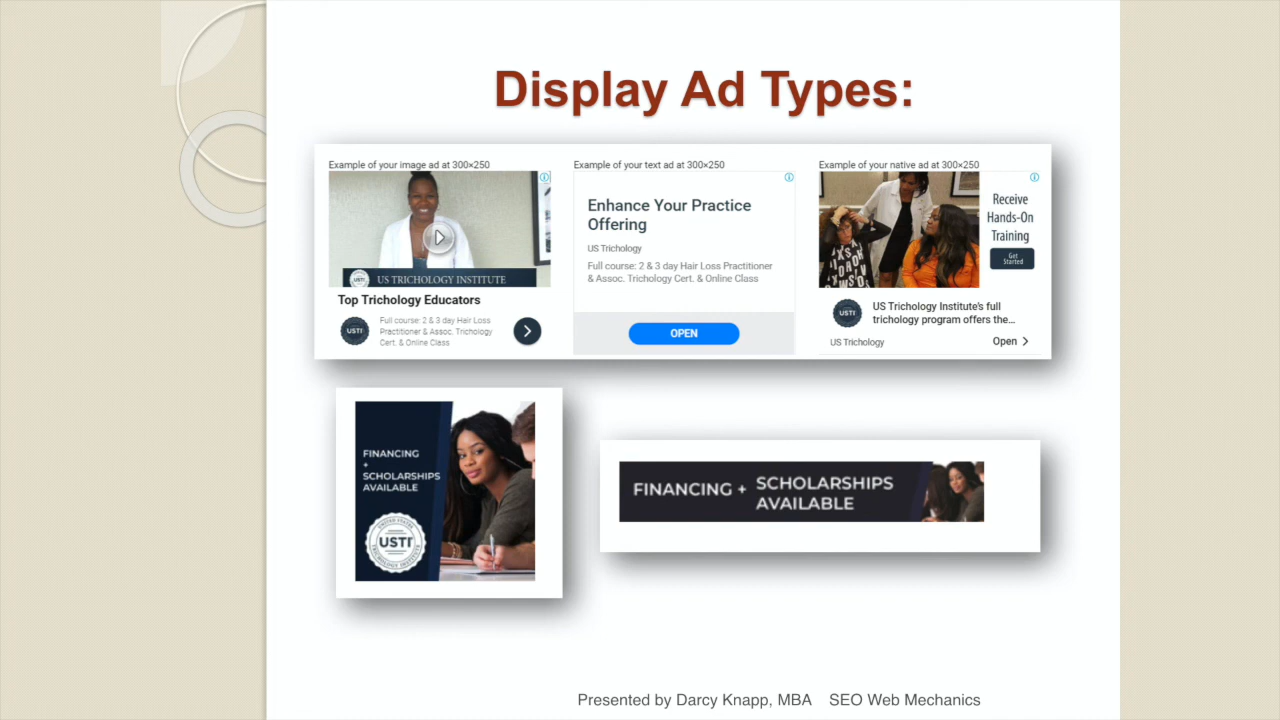 Display Ad Types:
Example of your image ad at 300×250
US TRICHOLOGY INSTITUTE
Top Trichology Educators
USTI
Full course: 2 & 3 day Hair Loss
Practitioner & Assoc. Trichology
Cert. & Online Class
Example of your text ad at 300×250
Enhance Your Practice
Offering
US Trichology
Full course: 2 & 3 day Hair Loss Practitioner
& Assoc. Trichology Cert. & Online Class
OPEN
Example of your native ad at 300×250
Receive
Hands-On
Training
Get
Started
USTI
US Trichology Institute's full
trichology program offers the...
US Trichology
Open
FINANCING
+
SCHOLARSHIPS
AVAILABLE
UNITED STATES
USTI
TRICHOLOGY INSTITUTE
FINANCING + SCHOLARSHIPS
AVAILABLE
Presented by Darcy Knapp, MBA SEO Web Mechanics